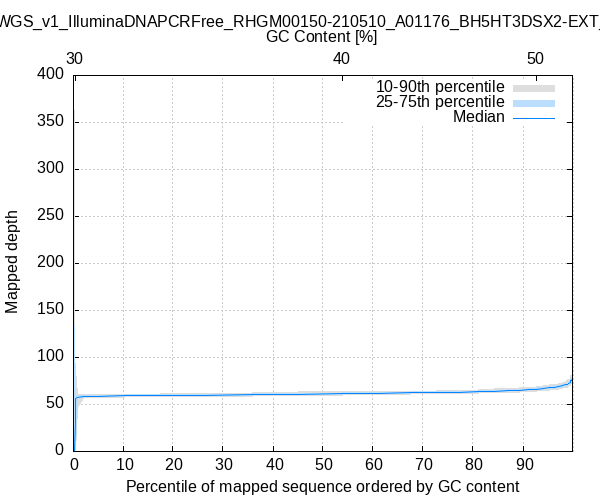 WGS_v1_IlluminaDNAPCRFree_RHGM00150-210510_A01176_BH5HT3DSX2-EXT_
GC Content [%]
30 40 50
400
350
300
250
200
150
100
50
0
Mapped depth
10-90th percentile
25-75th percentile
Median
0 10 20 30 40 50 60 70 80 90
Percentile of mapped sequence ordered by GC content